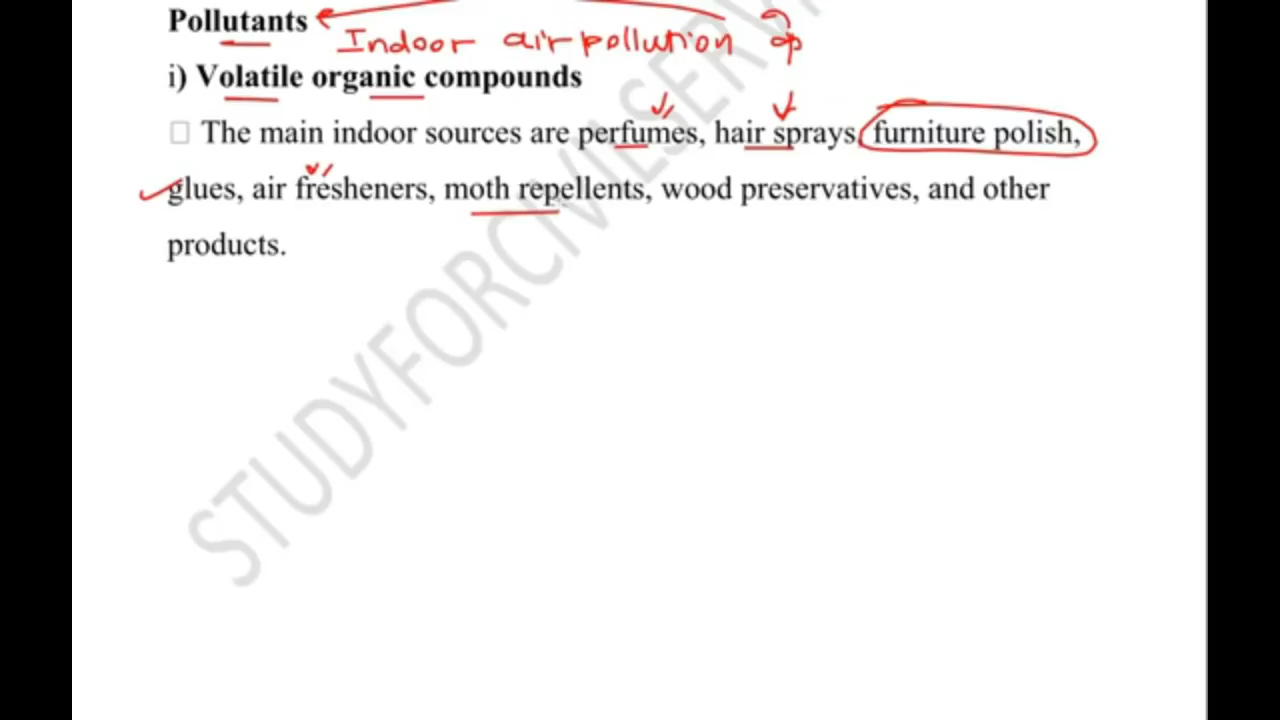 Pollutants
Indoor air pollution
i) Volatile organic compounds
The main indoor sources are perfumes, hair sprays, furniture polish,
glues, air fresheners, moth repellents, wood preservatives, and other
products.
STUDYFORCIVILSERV